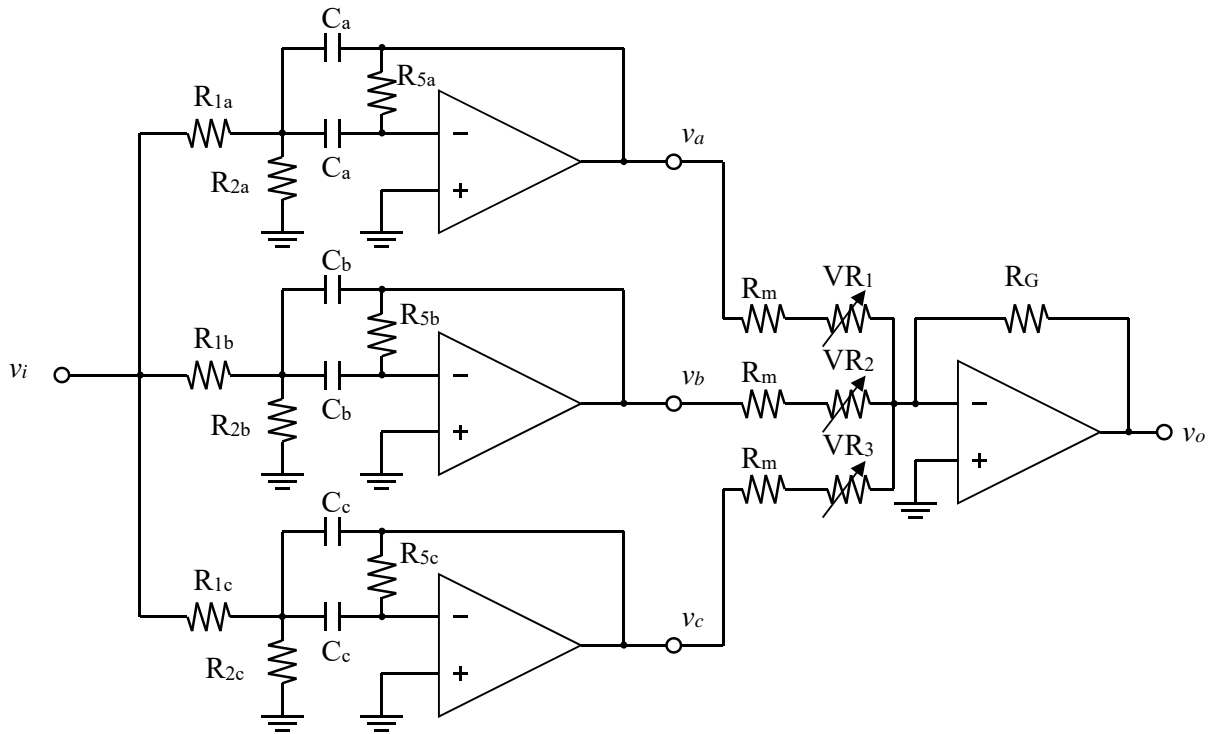 Ca
R5a
R1a
Ca
R2a
va
Cb
R5b
R1b
Cb
R2b
vi
vb
Rm
VR1
RG
Rm
VR2
Rm
VR3
vo
Cc
R5c
R1c
Cc
R2c
vc